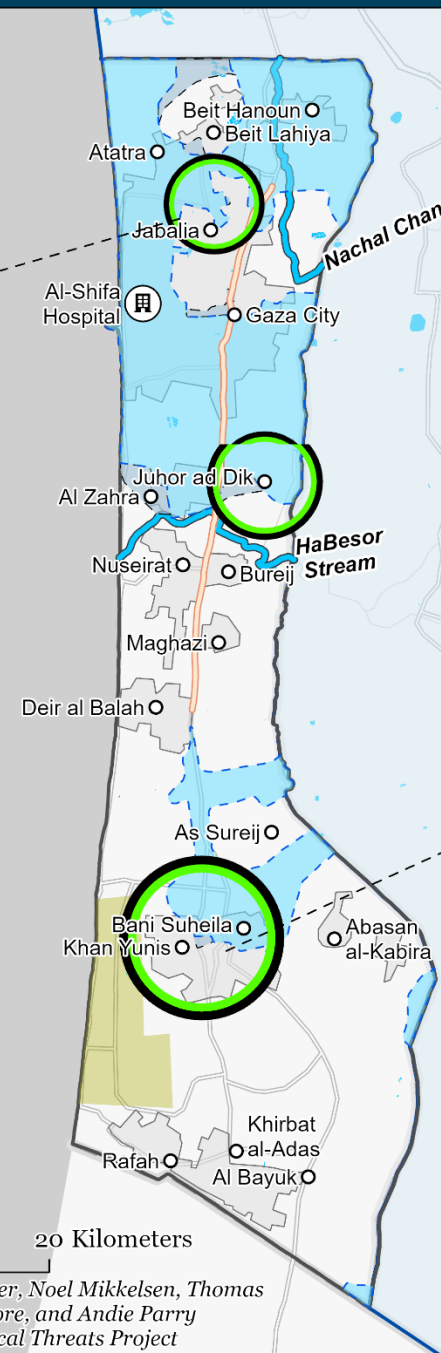 Beit Hanoun
Beit Lahiya
Atatra
Jabalia
Nachal Chan
Al-Shifa
Hospital
Gaza City
Juhor ad Dik
Al Zahra
HaBesor
Stream
Nuseirat
Bureij
Maghazi
Deir al Balah
As Sureij
Bani Suheila
Khan Yunis
Abasan
al-Kabira
Khirbat
al-Adas
Rafah
Al Bayuk
20 Kilometers
er, Noel Mikkelsen, Thomas
ore, and Andie Parry
cal Threats Project